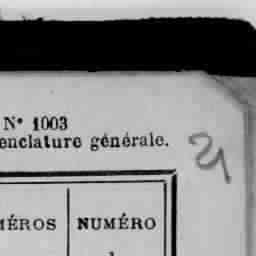 N° 1003
enclature générale.
21
MÉROS NUMÉRO